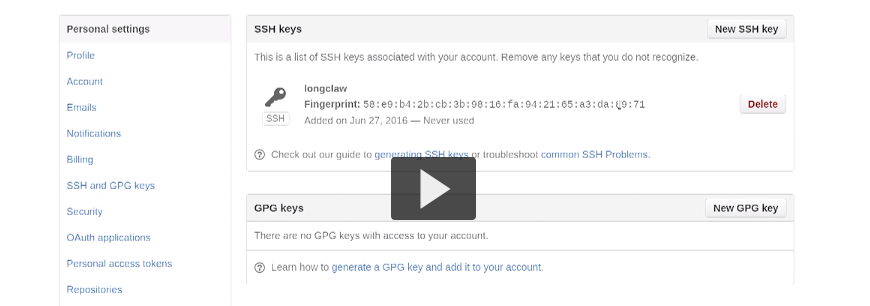 Personal settings
Profile
Account
Emails
Notifications
Billing
SSH and GPG keys
Security
OAuth applications
Personal access tokens
Repositories
SSH keys
New SSH key
This is a list of SSH keys associated with your account. Remove any keys that you do not recognize.
longclaw
SSH
Fingerprint: 58:e9:b4:2b:cb:3b:98:16:fa:94:21:65:a3:da: :71
Added on Jun 27, 2016 — Never used
Delete
Check out our guide to generating SSH keys or troubleshoot common SSH Problems.
GPG keys
New GPG key
There are no GPG keys with access to your account.
Learn how to generate a GPG key and add it to your account.